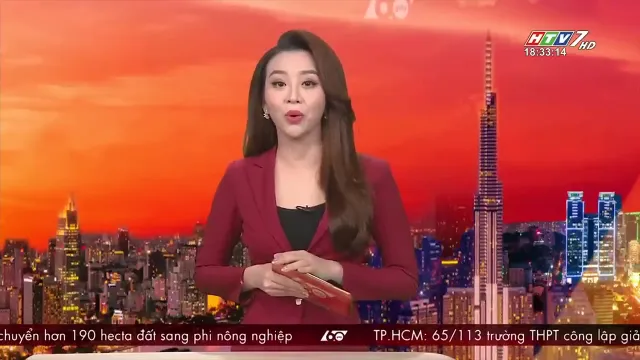 HTV7 HD
18:33:14
chuyển hơn 190 hecta đất sang phi nông nghiệp 60 TP.HCM: 65/113 trường THPT công lập giả